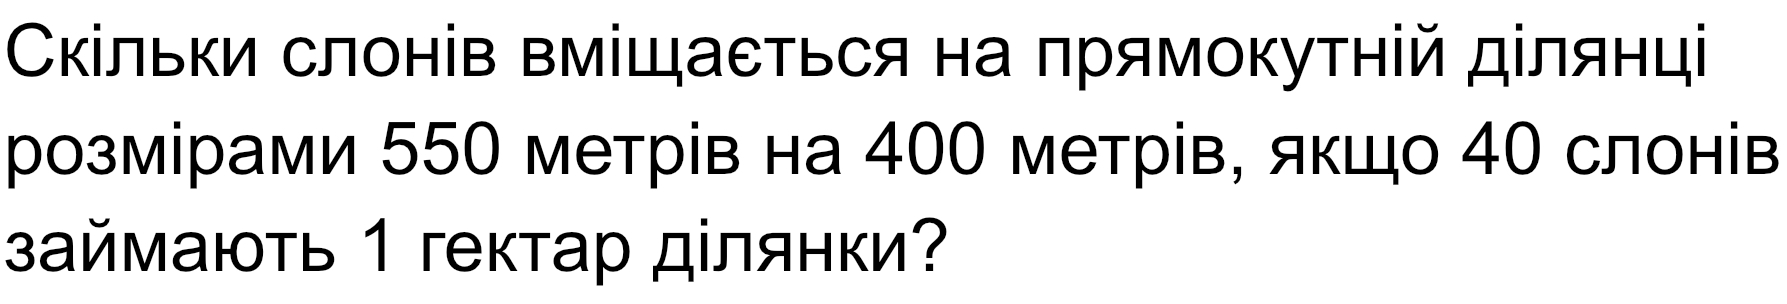 Скільки слонів вміщається на прямокутній ділянці
розмірами 550 метрів на 400 метрів, якщо 40 слонів
займають 1 гектар ділянки?